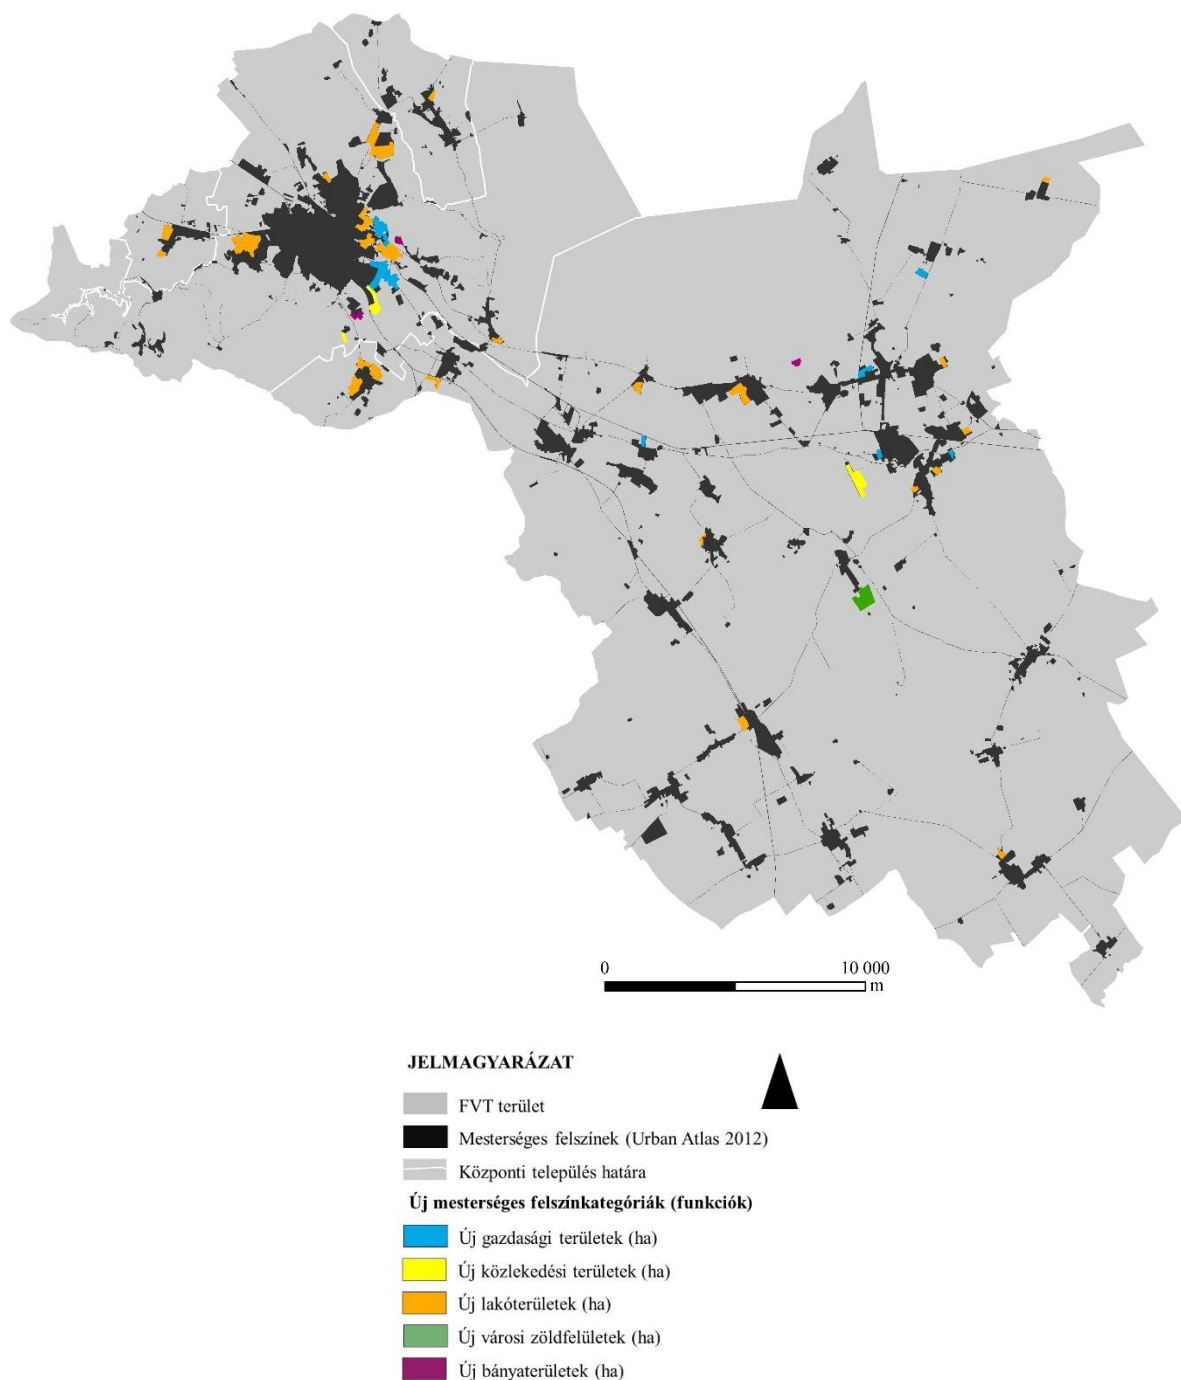 0 10 000
m
JELMAGYARÁZAT
FVT terület
Mesterséges felszínek (Urban Atlas 2012)
Központi település határa
Új mesterséges felszínkategóriák (funkciók)
Új gazdasági területek (ha)
Új közlekedési területek (ha)
Új lakóterületek (ha)
Új városi zöldfelületek (ha)
Új bányaterületek (ha)